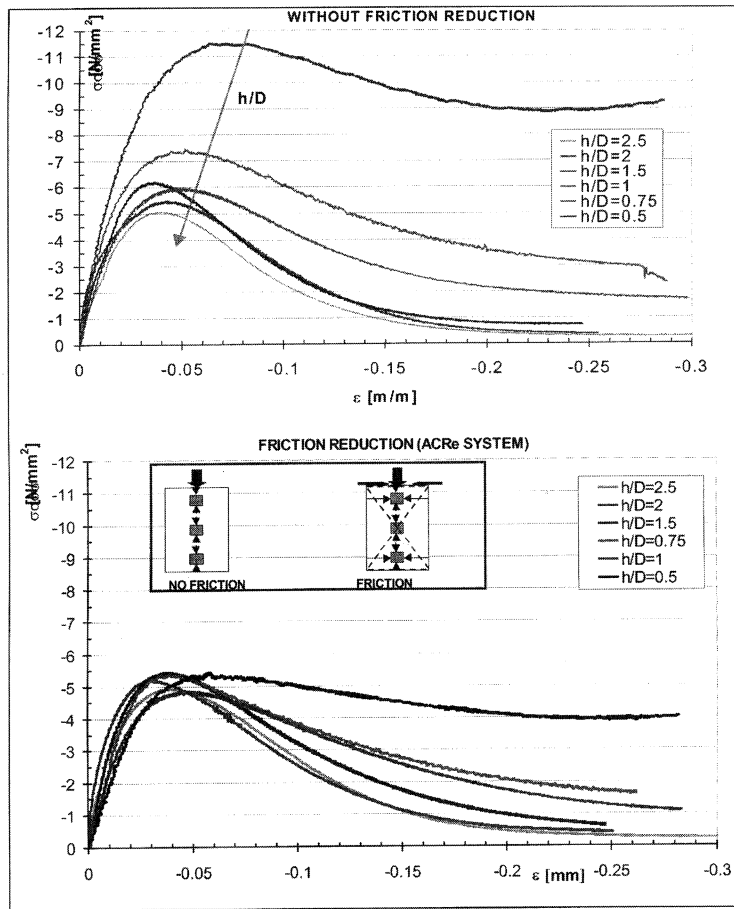 WITHOUT FRICTION REDUCTION
[N/mm²]
-12
-11
-10
-9
-8
-7
-6
-5
-4
-3
-2
-1
0
h/D
h/D=2.5
h/D=2
h/D=1.5
h/D=1
h/D=0.75
h/D=0.5
0 -0.05 -0.1 -0.15 -0.2 -0.25 -0.3
ε [m/m]
FRICTION REDUCTION (ACRe SYSTEM)
[N/mm²]
-12
-11
-10
-9
-8
-7
-6
-5
-4
-3
-2
-1
0
NO FRICTION FRICTION
h/D=2.5
h/D=2
h/D=1.5
h/D=0.75
h/D=1
h/D=0.5
0 -0.05 -0.1 -0.15 -0.2 -0.25 -0.3
ε [mm]